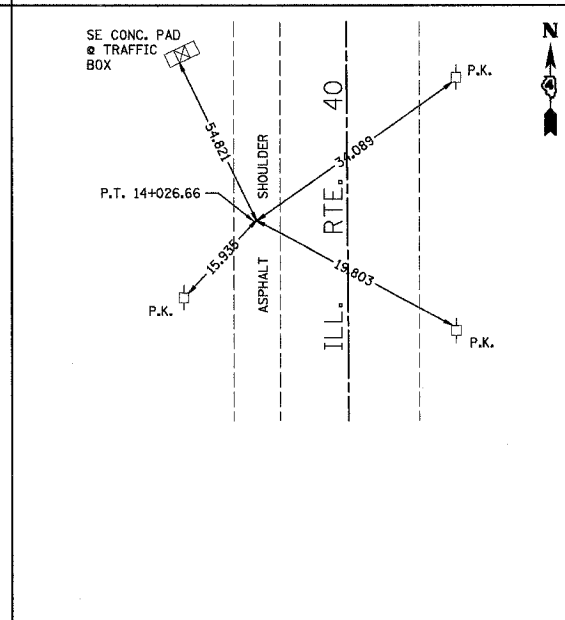 SE CONC. PAD
@ TRAFFIC
BOX
N
P.K.
54.821
34.089
ILL. RTE. 40
ASPHALT SHOULDER
P.T. 14+026.66
15.935
19.803
P.K.
P.K.